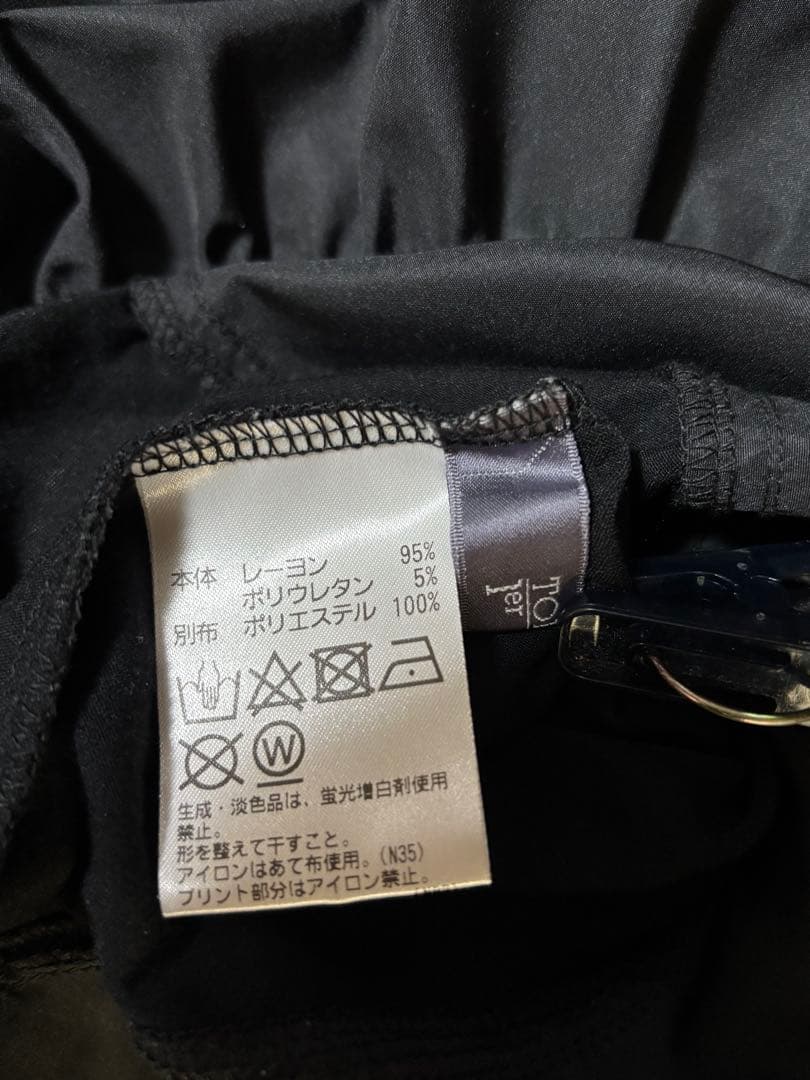 本体 レーヨン 95%
ポリウレタン 5%
別布 ポリエステル 100%
W
生成・淡色品は、蛍光増白剤使用
禁止。
形を整えて干すこと。
アイロンはあて布使用。(N35)
プリント部分はアイロン禁止。